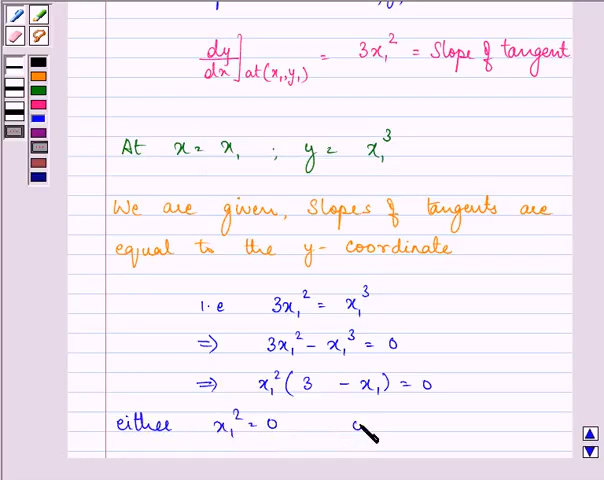 dy/dx]at(x₁,y₁) = 3x₁² = Slope of tangent
At x = x₁ ; y = x₁³
We are given, Slopes of tangents are
equal to the y-coordinate
i.e 3x₁² = x₁³
⇒ 3x₁² - x₁³ = 0
⇒ x₁²(3 - x₁) = 0
either x₁² = 0